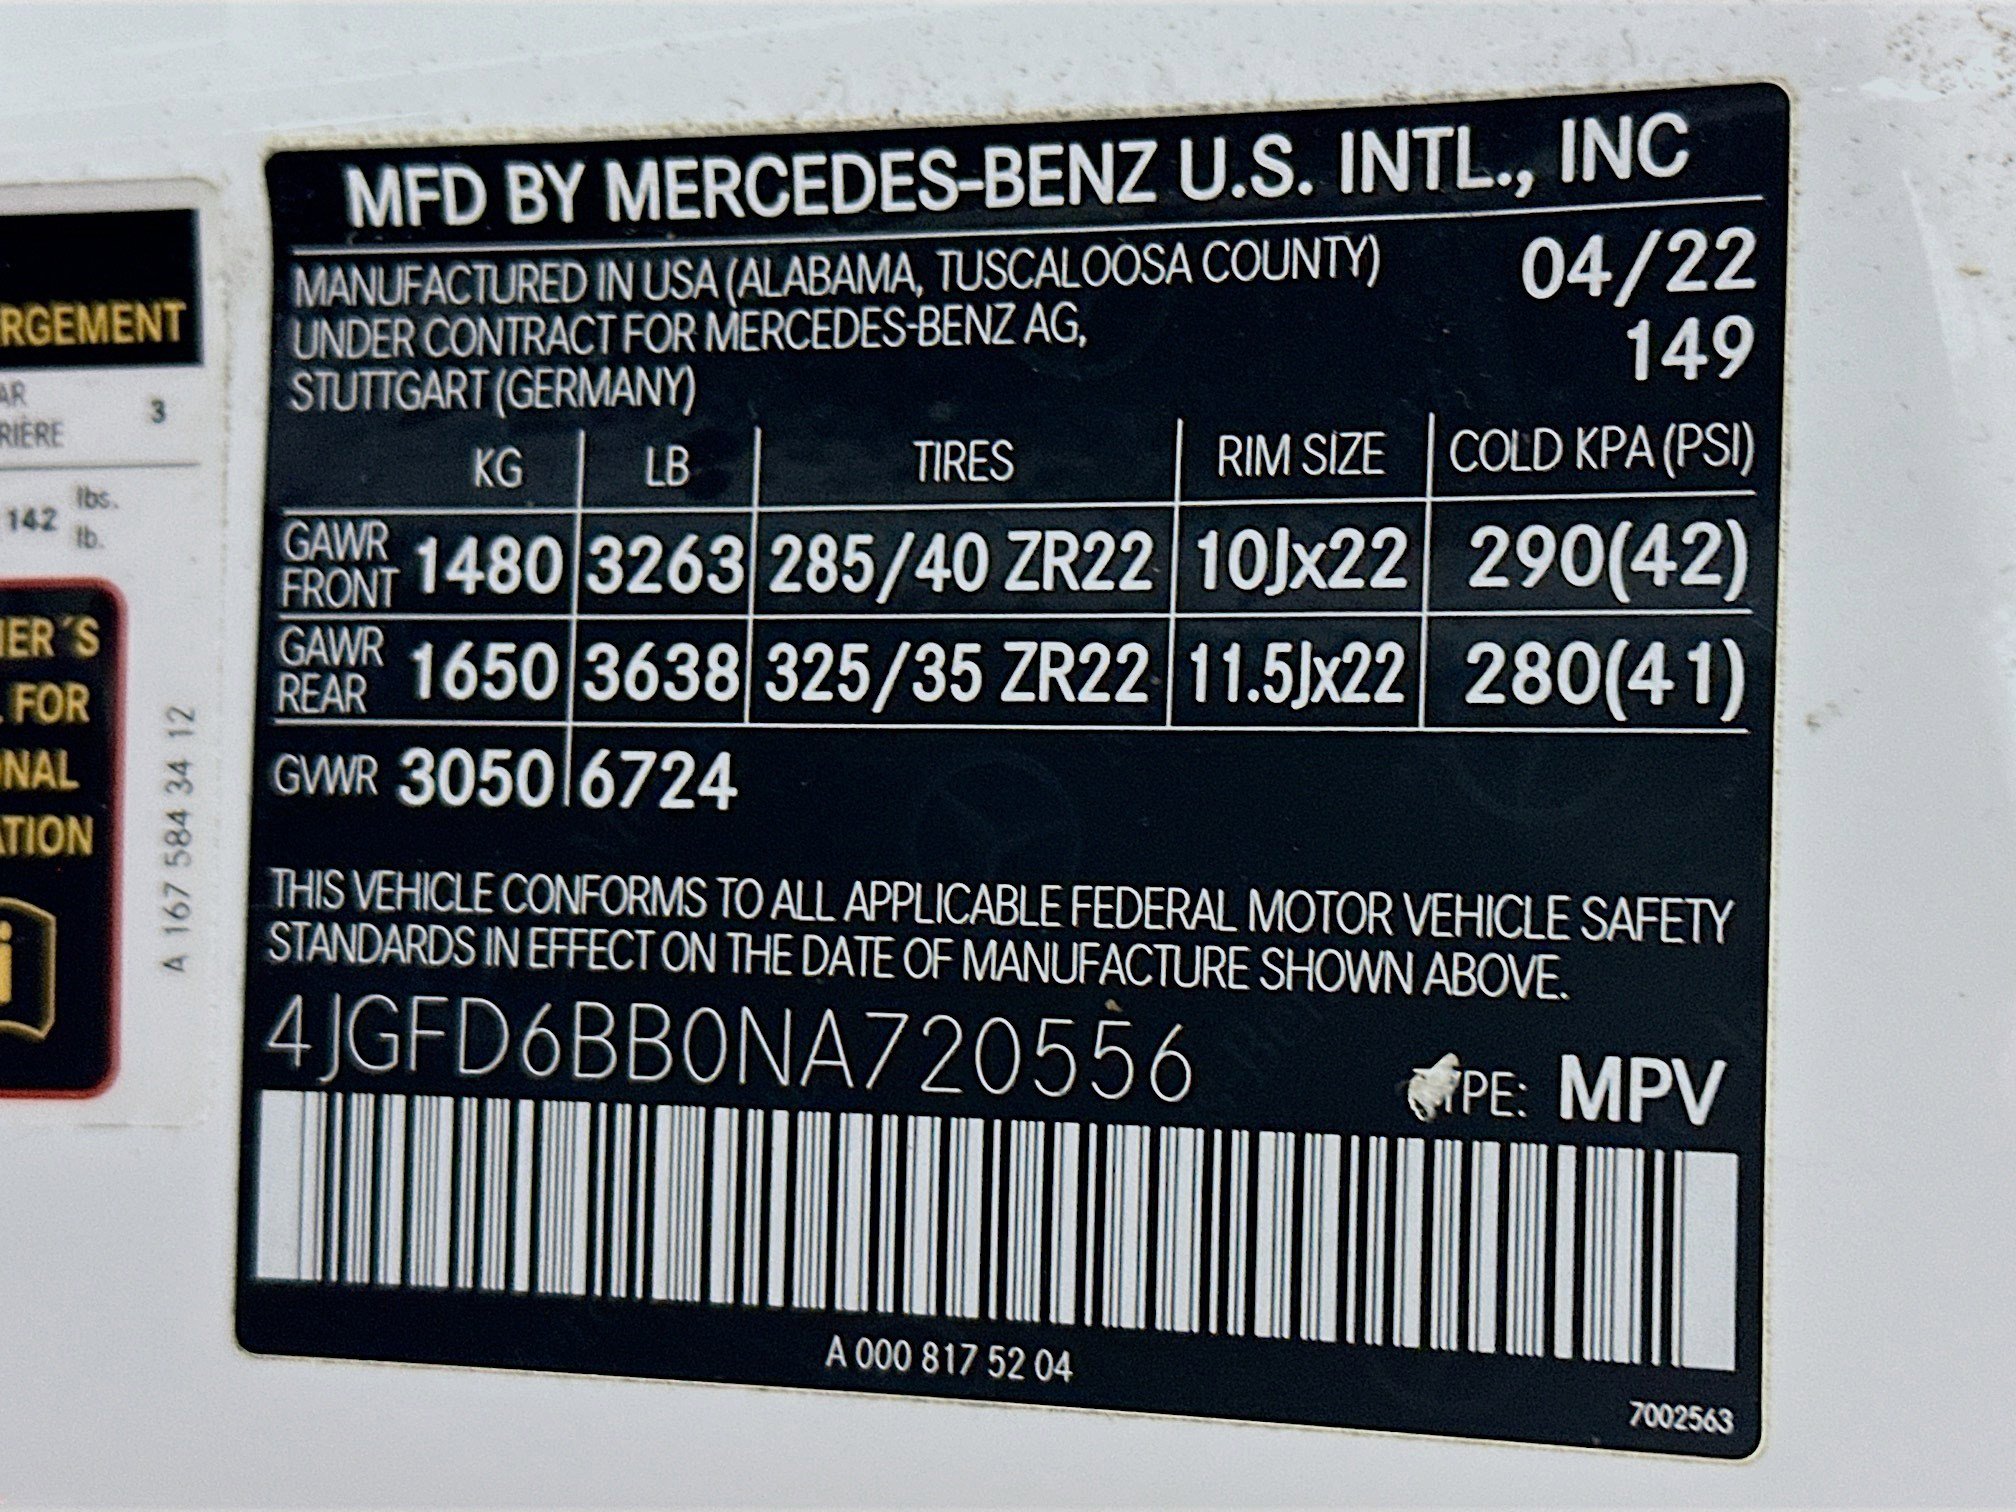 MFD BY MERCEDES-BENZ U.S. INTL., INC
MANUFACTURED IN USA (ALABAMA, TUSCALOOSA COUNTY) 04/22
UNDER CONTRACT FOR MERCEDES-BENZ AG, 149
STUTTGART (GERMANY)
KG LB TIRES RIM SIZE COLD KPA (PSI)
GAWR FRONT 1480 3263 285/40 ZR22 10Jx22 290(42)
GAWR REAR 1650 3638 325/35 ZR22 11.5Jx22 280(41)
GVWR 3050 6724
THIS VEHICLE CONFORMS TO ALL APPLICABLE FEDERAL MOTOR VEHICLE SAFETY
STANDARDS IN EFFECT ON THE DATE OF MANUFACTURE SHOWN ABOVE.
4JGFD6BB0NA720556
MPV
A 000 817 52 04
7002563
3
142 lbs.
lb.
FOR
A 167 584 34 12